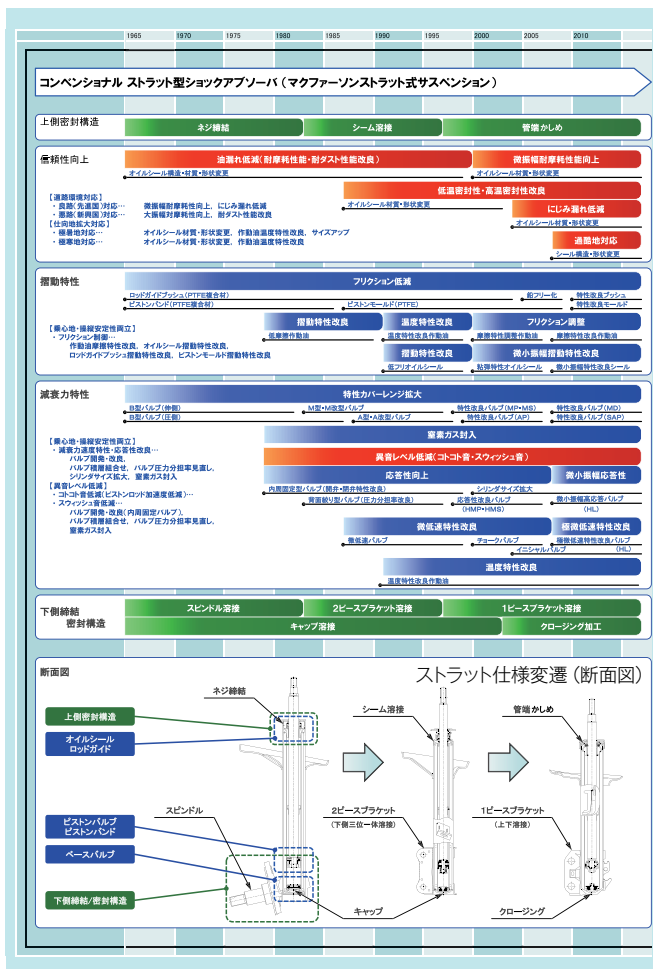 1965 1970 1975 1980 1985 1990 1995 2000 2005 2010
コンベンショナル ストラット型ショックアブソーバ（マクファーソンストラット式サスペンション）
上側密封構造
ネジ締結 シーム溶接 管端かしめ
信頼性向上
油漏れ低減（耐摩耗性能・耐ダスト性能改良） 微振幅耐摩耗性能向上
オイルシール構造・材質・形状変更 オイルシール材質・形状変更
低温密封性・高温密封性改良
オイルシール材質・形状変更
にじみ漏れ低減
オイルシール材質・形状変更
過酷地対応
シール構造・形状変更
【道路環境対応】
・良路（先進国）対応… 微振幅耐摩耗性能向上，にじみ漏れ低減
・悪路（新興国）対応… 大振幅耐摩耗性向上，耐ダスト性能改良
【仕向地拡大対応】
・極暑地対応… オイルシール材質・形状変更，作動油温度特性改良，サイズアップ
・極寒地対応… オイルシール材質・形状変更，作動油温度特性改良
摺動特性
フリクション低減
ロッドガイドブッシュ（PTFE複合材） 鉛フリー化 特性改良ブッシュ
ピストンバンド（PTFE複合材） ピストンモールド（PTFE） 特性改良モールド
摺動特性改良 温度特性改良 フリクション調整
低摩擦作動油 温度特性改良作動油 摩擦特性調整作動油 摩擦特性改良作動油
摺動特性改良 微小振幅摺動特性改良
低フリオイルシール 粘弾特性オイルシール 微小振幅特性改良シール
【乗心地・操縦安定性両立】
・フリクション制御…
作動油摩擦特性改良，オイルシール摺動特性改良，
ロッドガイドブッシュ摺動特性改良，ピストンモールド摺動特性改良
減衰力特性
特性力バーレンジ拡大
B型バルブ（伸側） M型・M改型バルブ 特性改良バルブ（MP・MS） 特性改良バルブ（MD）
B型バルブ（圧側） A型・A改型バルブ 特性改良バルブ（AP） 特性改良バルブ（SAP）
窒素ガス封入
異音レベル低減（コトコト音・スウィッシュ音）
応答性向上 微小振幅応答性
内周固定型バルブ（開弁・閉弁特性改良） シリンダサイズ拡大
背面絞り型バルブ（圧力分担率改良） 応答性改良バルブ 微小振幅高応答バルブ
（HMP・HMS） （HL）
微低速特性改良 極微低速特性改良
微低速バルブ チョークバルブ 極微低速特性改良バルブ
イニシャルバルブ （HL）
温度特性改良
温度特性改良作動油
【乗心地・操縦安定性両立】
・減衰力速度特性・応答性改良…
バルブ開発・改良，
バルブ積層組合せ，バルブ圧力分担率見直し，
シリンダサイズ拡大，窒素ガス封入
【異音レベル低減】
・コトコト音低減（ピストンロッド加速度低減）…
・スウィッシュ音低減…
バルブ開発・改良（内周固定バルブ），
バルブ積層組合せ，バルブ圧力分担率見直し，
窒素ガス封入
下側締結
密封構造
スピンドル溶接 2ピースブラケット溶接 1ピースブラケット溶接
キャップ溶接 クロージング加工
断面図
ストラット仕様変遷（断面図）
ネジ締結 シーム溶接 管端かしめ
上側密封構造
オイルシール
ロッドガイド
スピンドル 2ピースブラケット 1ピースブラケット
（下側三位一体溶接） （上下溶接）
ピストンバルブ
ピストンバンド
ベースバルブ
下側締結/密封構造
キャップ クロージング